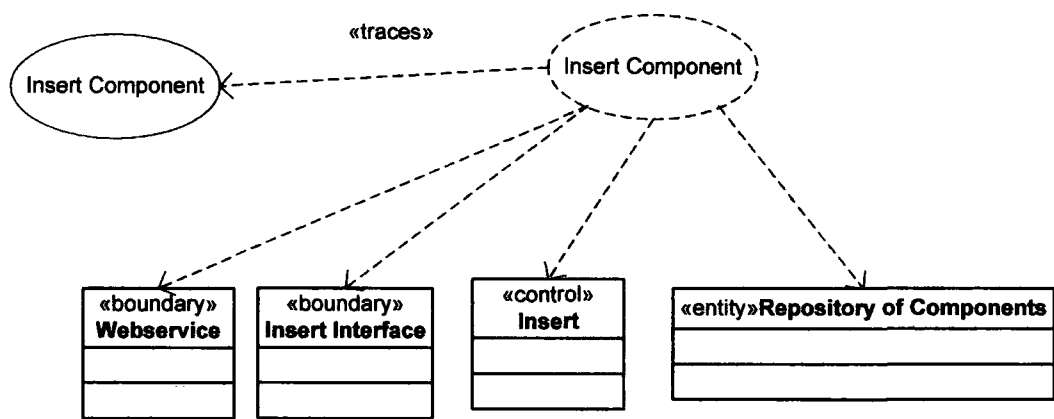 «traces»
Insert Component
Insert Component
«boundary»
Webservice
«boundary»
Insert Interface
«control»
Insert
«entity»Repository of Components